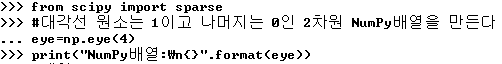 >>> from scipy import sparse
>>> #대각선 원소는 1이고 나머지는 0인 2차원 NumPy배열을 만든다
... eye=np.eye(4)
>>> print("NumPy배열:₩n{}".format(eye))